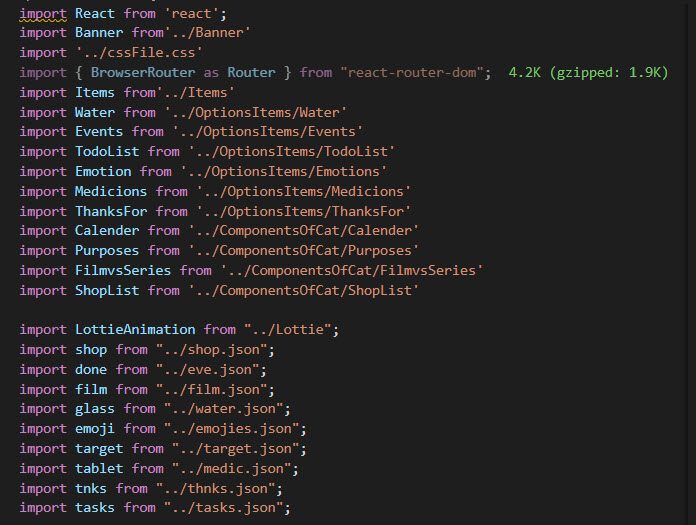 import React from 'react';
import Banner from'../Banner'
import '../cssFile.css'
import { BrowserRouter as Router } from "react-router-dom";  4.2K (gzipped: 1.9K)
import Items from'../Items'
import Water from '../OptionsItems/Water'
import Events from '../OptionsItems/Events'
import TodoList from '../OptionsItems/TodoList'
import Emotion from '../OptionsItems/Emotions'
import Medicions from '../OptionsItems/Medicions'
import ThanksFor from '../OptionsItems/ThanksFor'
import Calender from '../ComponentsOfCat/Calender'
import Purposes from '../ComponentsOfCat/Purposes'
import FilmvsSeries from '../ComponentsOfCat/FilmvsSeries'
import ShopList from '../ComponentsOfCat/ShopList'
import LottieAnimation from "../Lottie";
import shop from "../shop.json";
import done from "../eve.json";
import film from "../film.json";
import glass from "../water.json";
import emoji from "../emojies.json";
import target from "../target.json";
import tablet from "../medic.json";
import tnks from "../thnks.json";
import tasks from "../tasks.json";